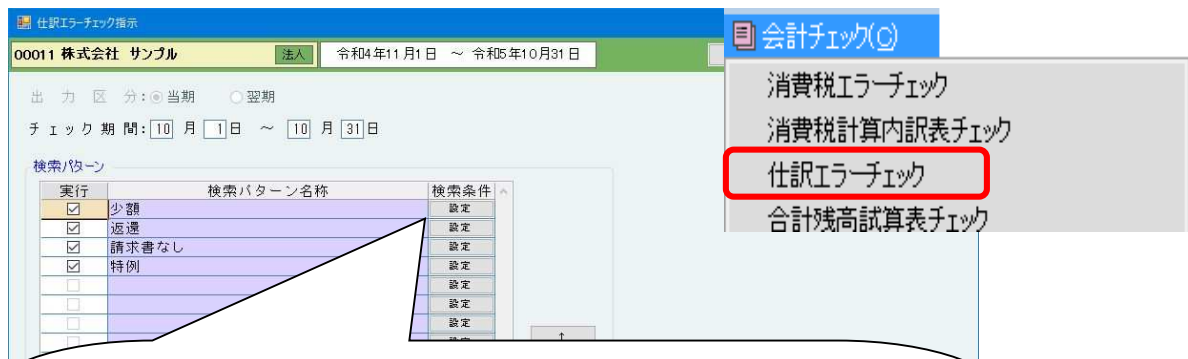 仕訳エラーチェック指示
00011 株式会社 サンプル 法人 令和4年11月1日 ～ 令和5年10月31日
出 力 区 分:◉当期 ○翌期
チェック期間: 10 月 1日 ～ 10 月 31日
検索パターン
実行 検索パターン名称 検索条件
☑ 少額 設定
☑ 返還 設定
☑ 請求書なし 設定
☑ 特例 設定
設定
設定
設定
↑
会計チェック(C)
消費税エラーチェック
消費税計算内訳表チェック
仕訳エラーチェック
合計残高試算表チェック